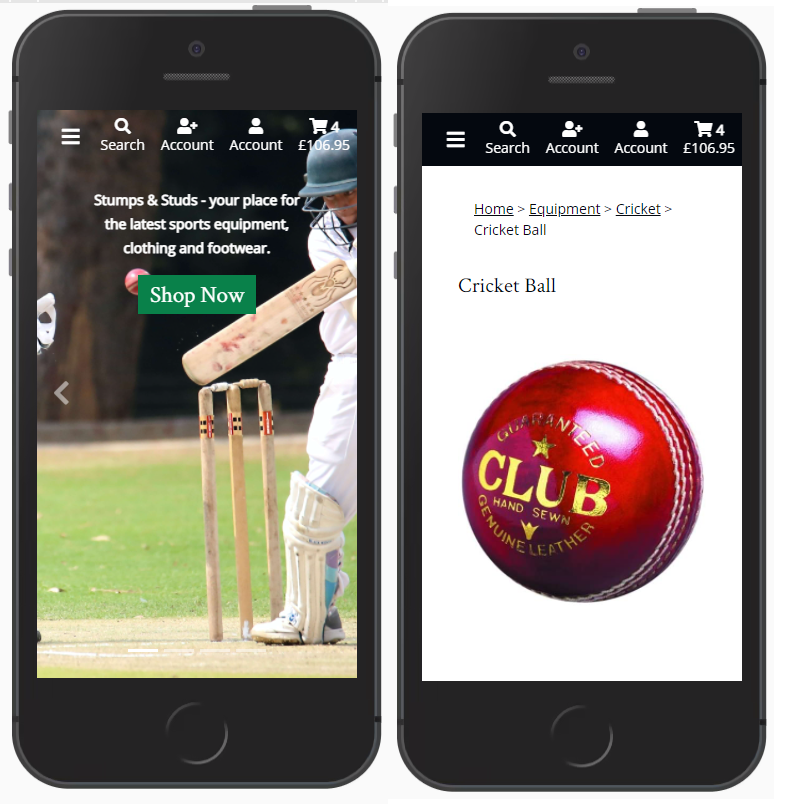 Search Account Account 4 £106.95
Stumps & Studs - your place for
the latest sports equipment,
clothing and footwear.
Shop Now
Search Account Account 4 £106.95
Home > Equipment > Cricket >
Cricket Ball
Cricket Ball
GUARANTEED
CLUB
HAND SEWN
GENUINE LEATHER